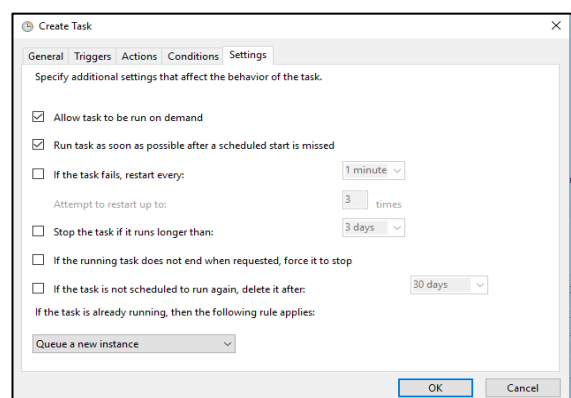 Create Task
General Triggers Actions Conditions Settings
Specify additional settings that affect the behavior of the task.
Allow task to be run on demand
Run task as soon as possible after a scheduled start is missed
If the task fails, restart every: 1 minute
Attempt to restart up to: 3 times
Stop the task if it runs longer than: 3 days
If the running task does not end when requested, force it to stop
If the task is not scheduled to run again, delete it after: 30 days
If the task is already running, then the following rule applies:
Queue a new instance
OK Cancel